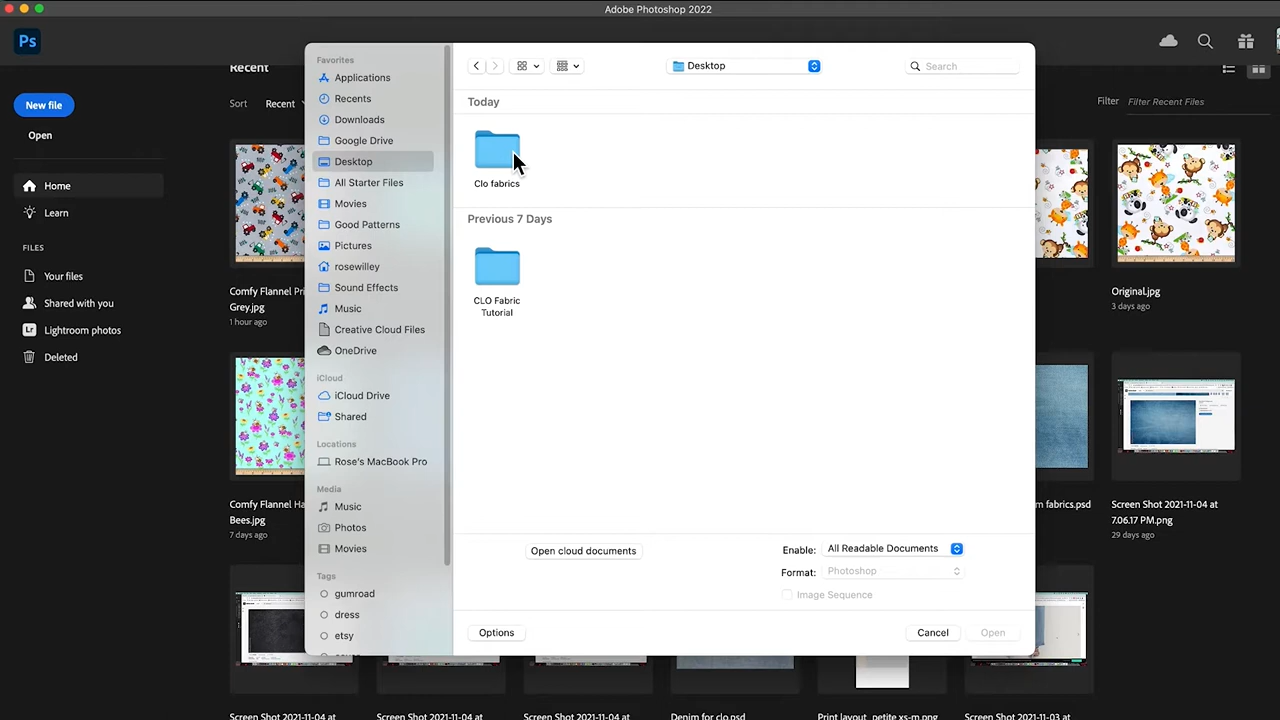 Adobe Photoshop 2022
Ps
New file
Open
Home
Learn
FILES
Your files
Shared with you
Lr Lightroom photos
Deleted
Recent
Sort Recent
Filter Filter Recent Files
Comfy Flannel Pri
Grey.jpg
1 hour ago
Original.jpg
3 days ago
Comfy Flannel Ha
Bees.jpg
7 days ago
m fabrics.psd
Screen Shot 2021-11-04 at
7.06.17 PM.png
29 days ago
Screen Shot 2021-11-04 at
Screen Shot 2021-11-04 at
Screen Shot 2021-11-04 at
Denim for clo.psd
Print layout_petite xs-m.png
Screen Shot 2021-11-03 at
Favorites
Applications
Recents
Downloads
Google Drive
Desktop
All Starter Files
Movies
Good Patterns
Pictures
rosewilley
Sound Effects
Music
Creative Cloud Files
OneDrive
iCloud
iCloud Drive
Shared
Locations
Rose's MacBook Pro
Media
Music
Photos
Movies
Tags
gumroad
dress
etsy
Desktop
Search
Today
Clo fabrics
Previous 7 Days
CLO Fabric
Tutorial
Open cloud documents
Enable: All Readable Documents
Format: Photoshop
Image Sequence
Options
Cancel
Open